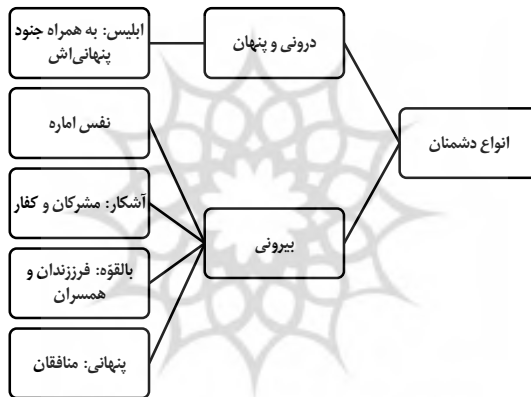 انواع دشمنان
درونی و پنهان
ابلیس: به همراه جنود
پنهانی‌اش
بیرونی
نفس اماره
آشکار: مشرکان و کفار
بالقوّه: فرززندان و
همسران
پنهانی: منافقان